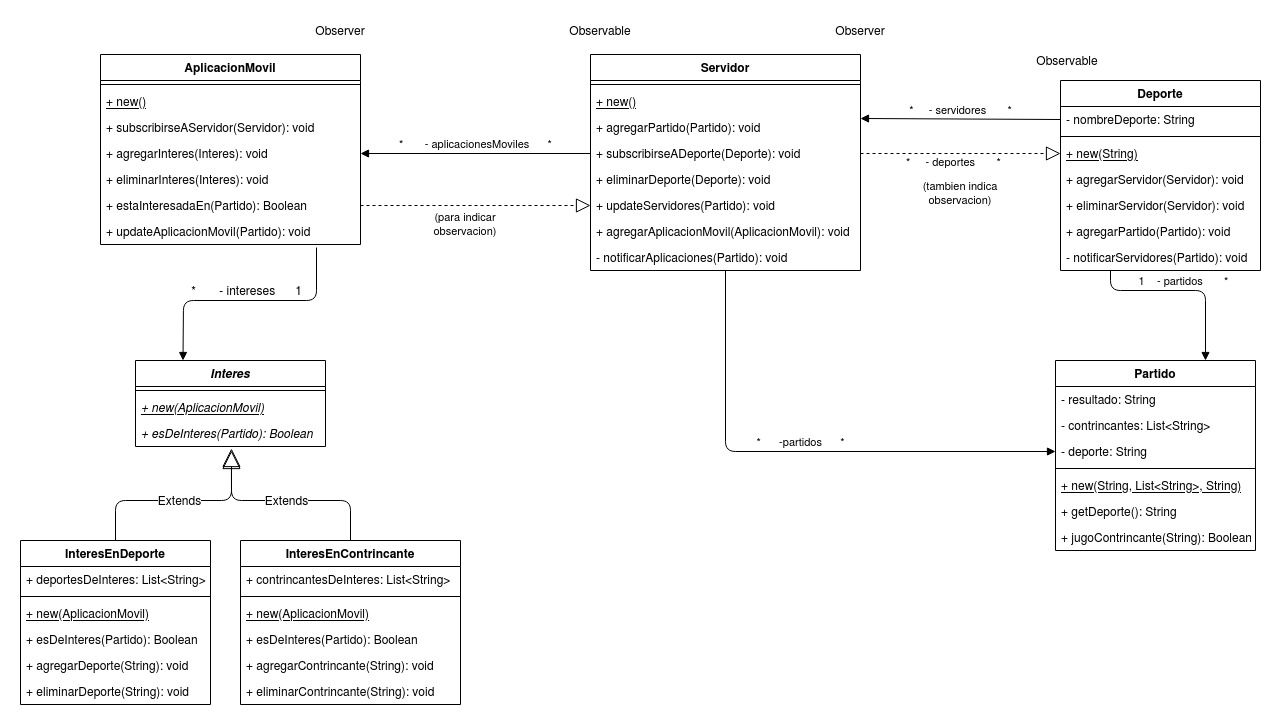 Observer
Observable
Observer
Observable
AplicacionMovil
+ new()
+ subscribirseAServidor(Servidor): void
+ agregarInteres(Interes): void
+ eliminarInteres(Interes): void
+ estaInteresadaEn(Partido): Boolean
+ updateAplicacionMovil(Partido): void
* - aplicacionesMoviles *
(para indicar
observacion)
Servidor
+ new()
+ agregarPartido(Partido): void
+ subscribirseADeporte(Deporte): void
+ eliminarDeporte(Deporte): void
+ updateServidores(Partido): void
+ agregarAplicacionMovil(AplicacionMovil): void
- notificarAplicaciones(Partido): void
* - servidores *
* - deportes *
(tambien indica
observacion)
Deporte
- nombreDeporte: String
+ new(String)
+ agregarServidor(Servidor): void
+ eliminarServidor(Servidor): void
+ agregarPartido(Partido): void
- notificarServidores(Partido): void
* - intereses 1
1 - partidos *
Interes
+ new(AplicacionMovil)
+ esDeInteres(Partido): Boolean
* -partidos *
Partido
- resultado: String
- contrincantes: List<String>
- deporte: String
+ new(String, List<String>, String)
+ getDeporte(): String
+ jugoContrincante(String): Boolean
Extends
Extends
InteresEnDeporte
+ deportesDeInteres: List<String>
+ new(AplicacionMovil)
+ esDeInteres(Partido): Boolean
+ agregarDeporte(String): void
+ eliminarDeporte(String): void
InteresEnContrincante
+ contrincantesDeInteres: List<String>
+ new(AplicacionMovil)
+ esDeInteres(Partido): Boolean
+ agregarContrincante(String): void
+ eliminarContrincante(String): void